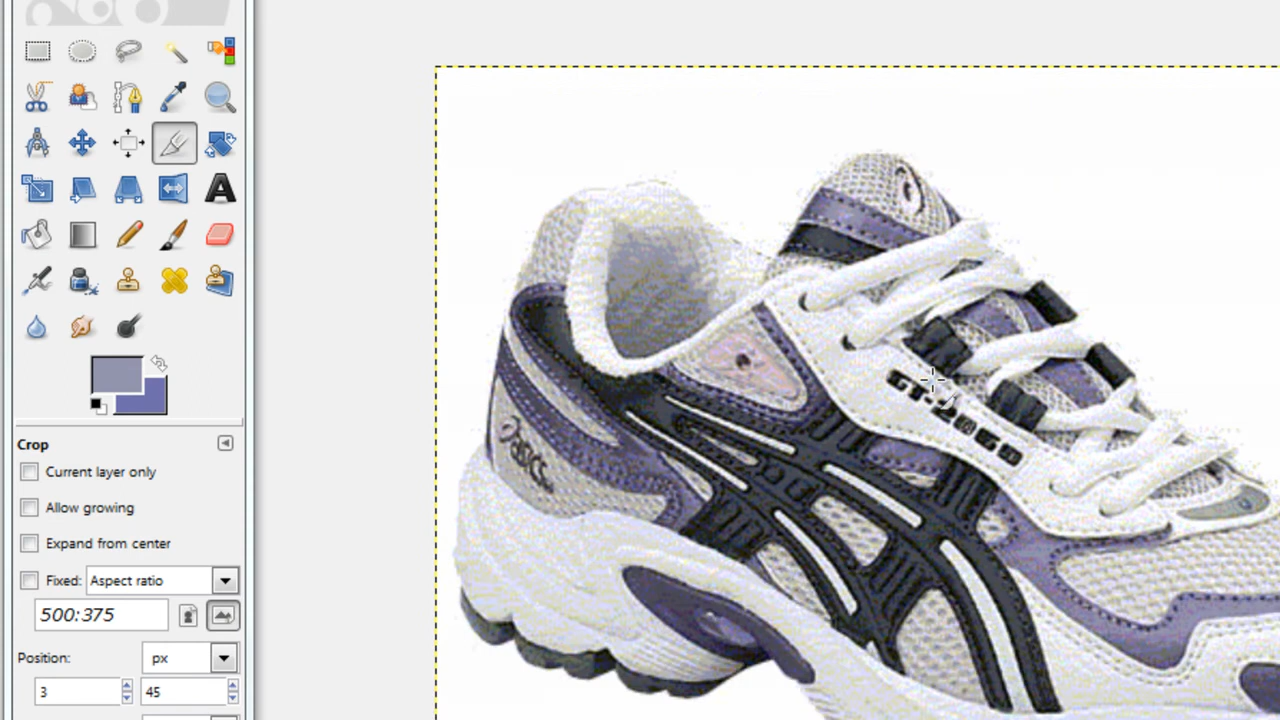 Crop
Current layer only
Allow growing
Expand from center
Fixed: Aspect ratio
500:375
Position: px
3 45
asics
GT-2050